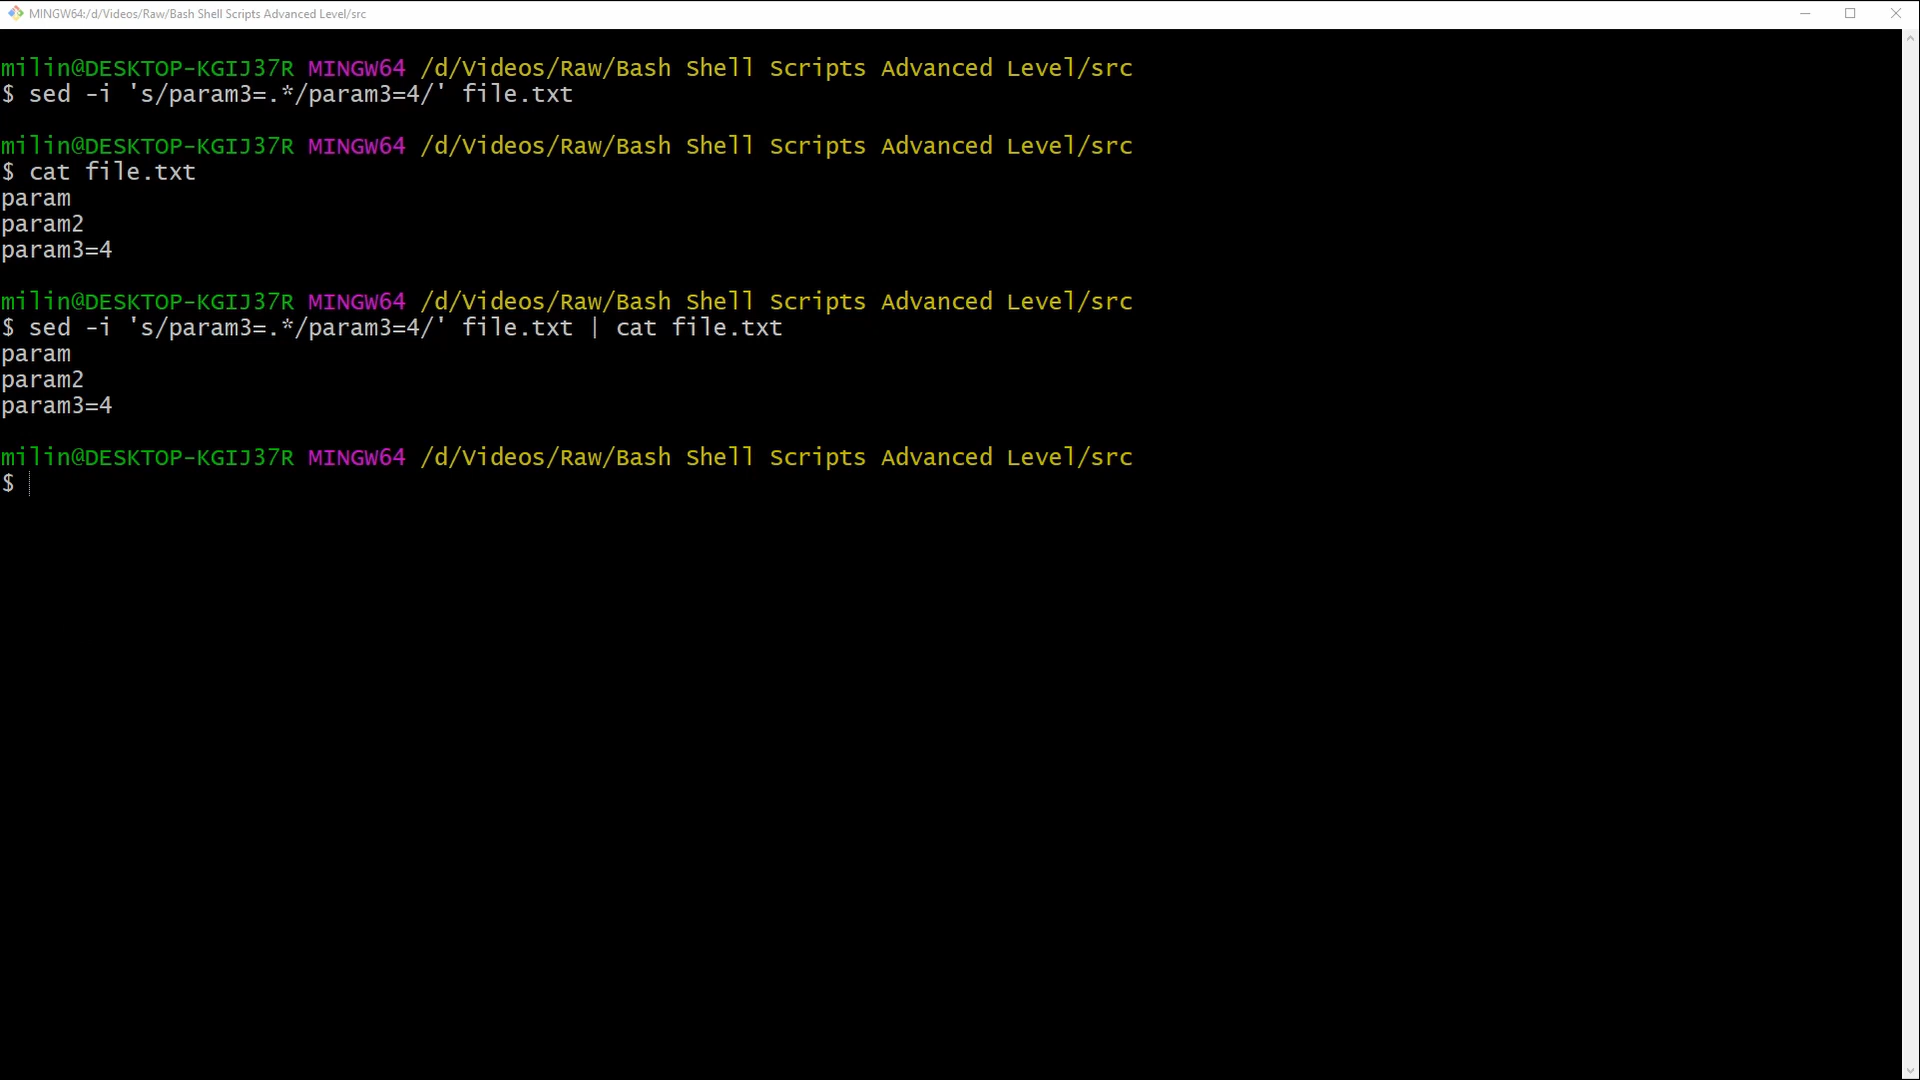 MINGW64:/d/Videos/Raw/Bash Shell Scripts Advanced Level/src
milin@DESKTOP-KGIJ37R MINGW64 /d/Videos/Raw/Bash Shell Scripts Advanced Level/src
$ sed -i 's/param3=.*/param3=4/' file.txt
milin@DESKTOP-KGIJ37R MINGW64 /d/Videos/Raw/Bash Shell Scripts Advanced Level/src
$ cat file.txt
param
param2
param3=4
milin@DESKTOP-KGIJ37R MINGW64 /d/Videos/Raw/Bash Shell Scripts Advanced Level/src
$ sed -i 's/param3=.*/param3=4/' file.txt | cat file.txt
param
param2
param3=4
milin@DESKTOP-KGIJ37R MINGW64 /d/Videos/Raw/Bash Shell Scripts Advanced Level/src
$